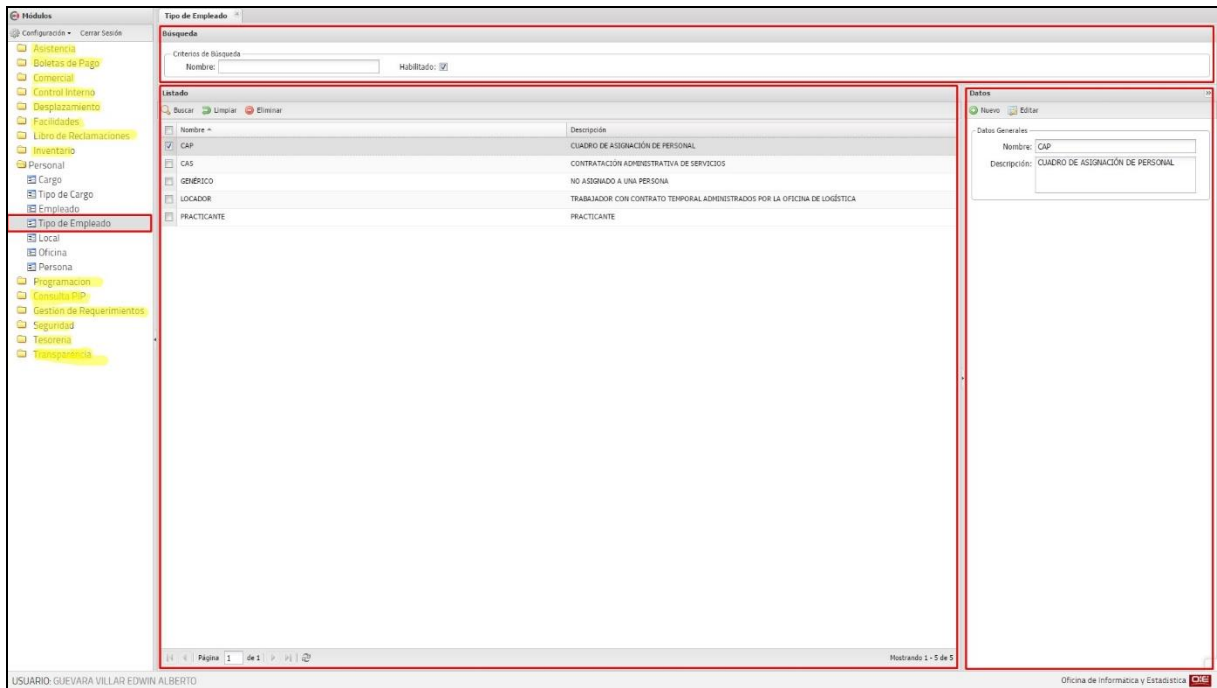 Módulos
Configuración Cerrar Sesión
Asistencia
Boletas de Pago
Comercial
Control Interno
Desplazamiento
Facilidades
Libro de Reclamaciones
Inventario
Personal
Cargo
Tipo de Cargo
Empleado
Tipo de Empleado
Local
Oficina
Persona
Programacion
Consulta PIP
Gestion de Requerimientos
Seguridad
Tesoreria
Transparencia
Tipo de Empleado
Búsqueda
Criterios de Búsqueda
Nombre: Habilitado:
Listado
Buscar Limpiar Eliminar
Nombre Descripción
CAP CUADRO DE ASIGNACIÓN DE PERSONAL
CAS CONTRATACIÓN ADMINISTRATIVA DE SERVICIOS
GENÉRICO NO ASIGNADO A UNA PERSONA
LOCADOR TRABAJADOR CON CONTRATO TEMPORAL ADMINISTRADOS POR LA OFICINA DE LOGÍSTICA
PRACTICANTE PRACTICANTE
Página 1 de 1 Mostrando 1 - 5 de 5
Datos
Nuevo Editar
Datos Generales
Nombre: CAP
Descripción: CUADRO DE ASIGNACIÓN DE PERSONAL
USUARIO: GUEVARA VILLAR EDWIN ALBERTO
Oficina de Informatica y Estadistica